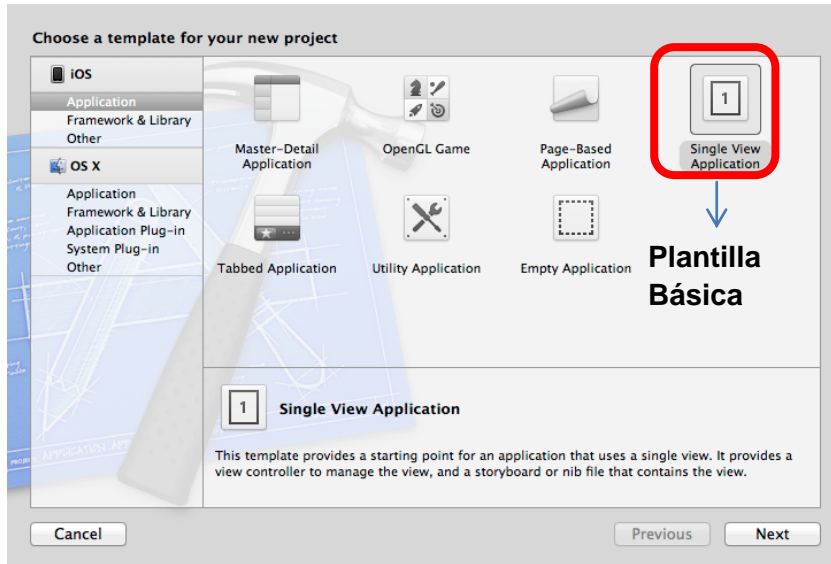 Choose a template for your new project
iOS
Application
Framework & Library
Other
OS X
Application
Framework & Library
Application Plug-in
System Plug-in
Other
Master-Detail
Application
OpenGL Game
Page-Based
Application
1
Single View
Application
Tabbed Application
Utility Application
Empty Application
Plantilla
Básica
1
Single View Application
This template provides a starting point for an application that uses a single view. It provides a
view controller to manage the view, and a storyboard or nib file that contains the view.
Cancel
Previous
Next